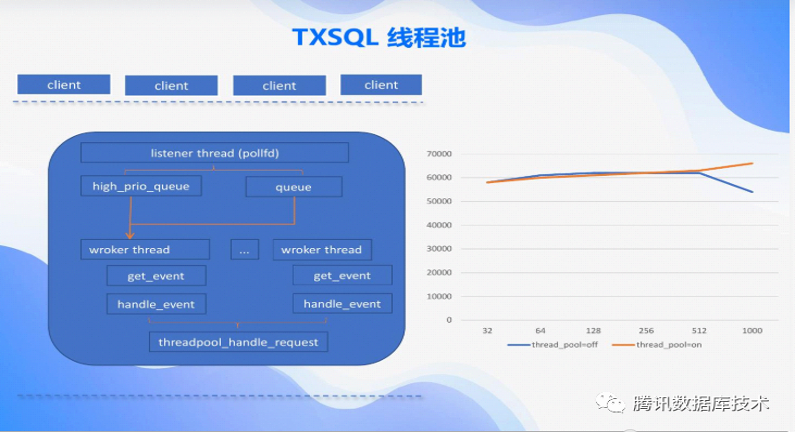 TXSQL 线程池
client
client
client
client
listener thread (pollfd)
high_prio_queue
queue
wroker thread
...
wroker thread
get_event
get_event
handle_event
handle_event
threadpool_handle_request
70000
60000
50000
40000
30000
20000
10000
0
32
64
128
256
512
1000
thread_pool=off
thread_pool=on
腾讯数据库技术